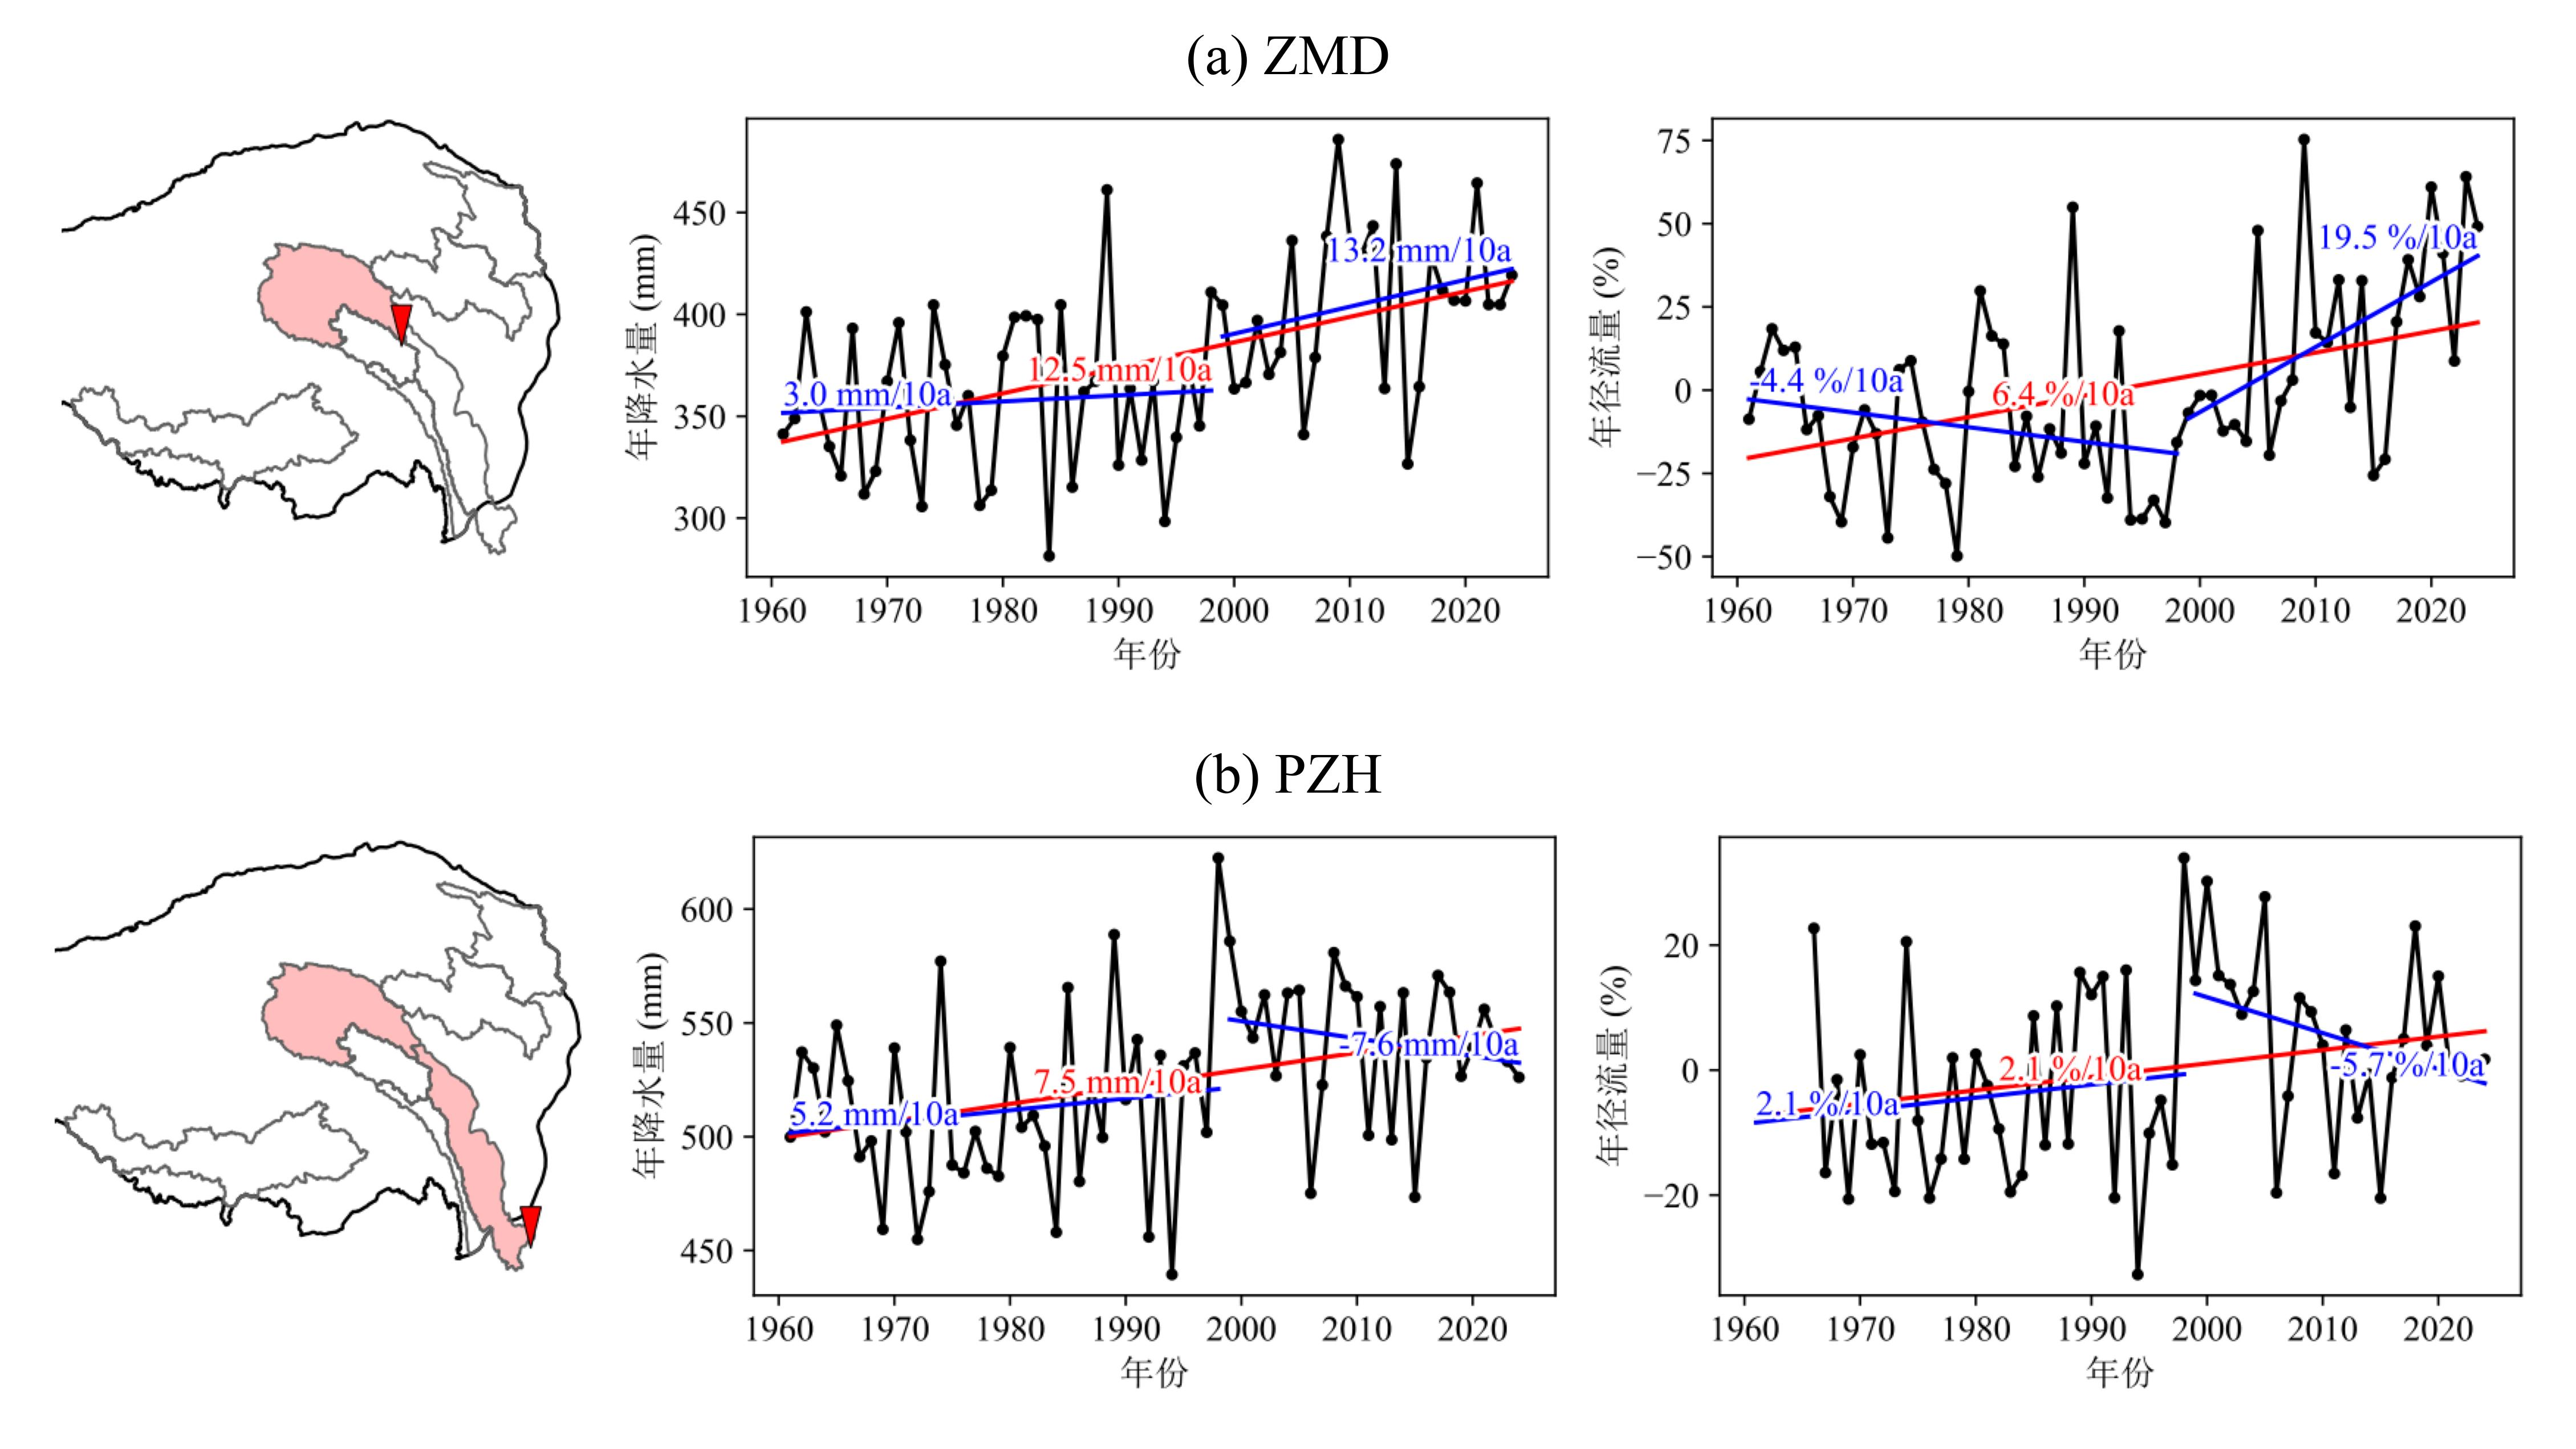 (a) ZMD
年降水量 (mm)
450
400
350
300
3.0 mm/10a
12.5 mm/10a
13.2 mm/10a
1960 1970 1980 1990 2000 2010 2020
年份
年径流量 (%)
75
50
25
0
−25
−50
-4.4 %/10a
6.4 %/10a
19.5 %/10a
1960 1970 1980 1990 2000 2010 2020
年份
(b) PZH
年降水量 (mm)
600
550
500
450
5.2 mm/10a
7.5 mm/10a
-7.6 mm/10a
1960 1970 1980 1990 2000 2010 2020
年份
年径流量 (%)
20
0
−20
2.1 %/10a
2.1 %/10a
-5.7 %/10a
1960 1970 1980 1990 2000 2010 2020
年份